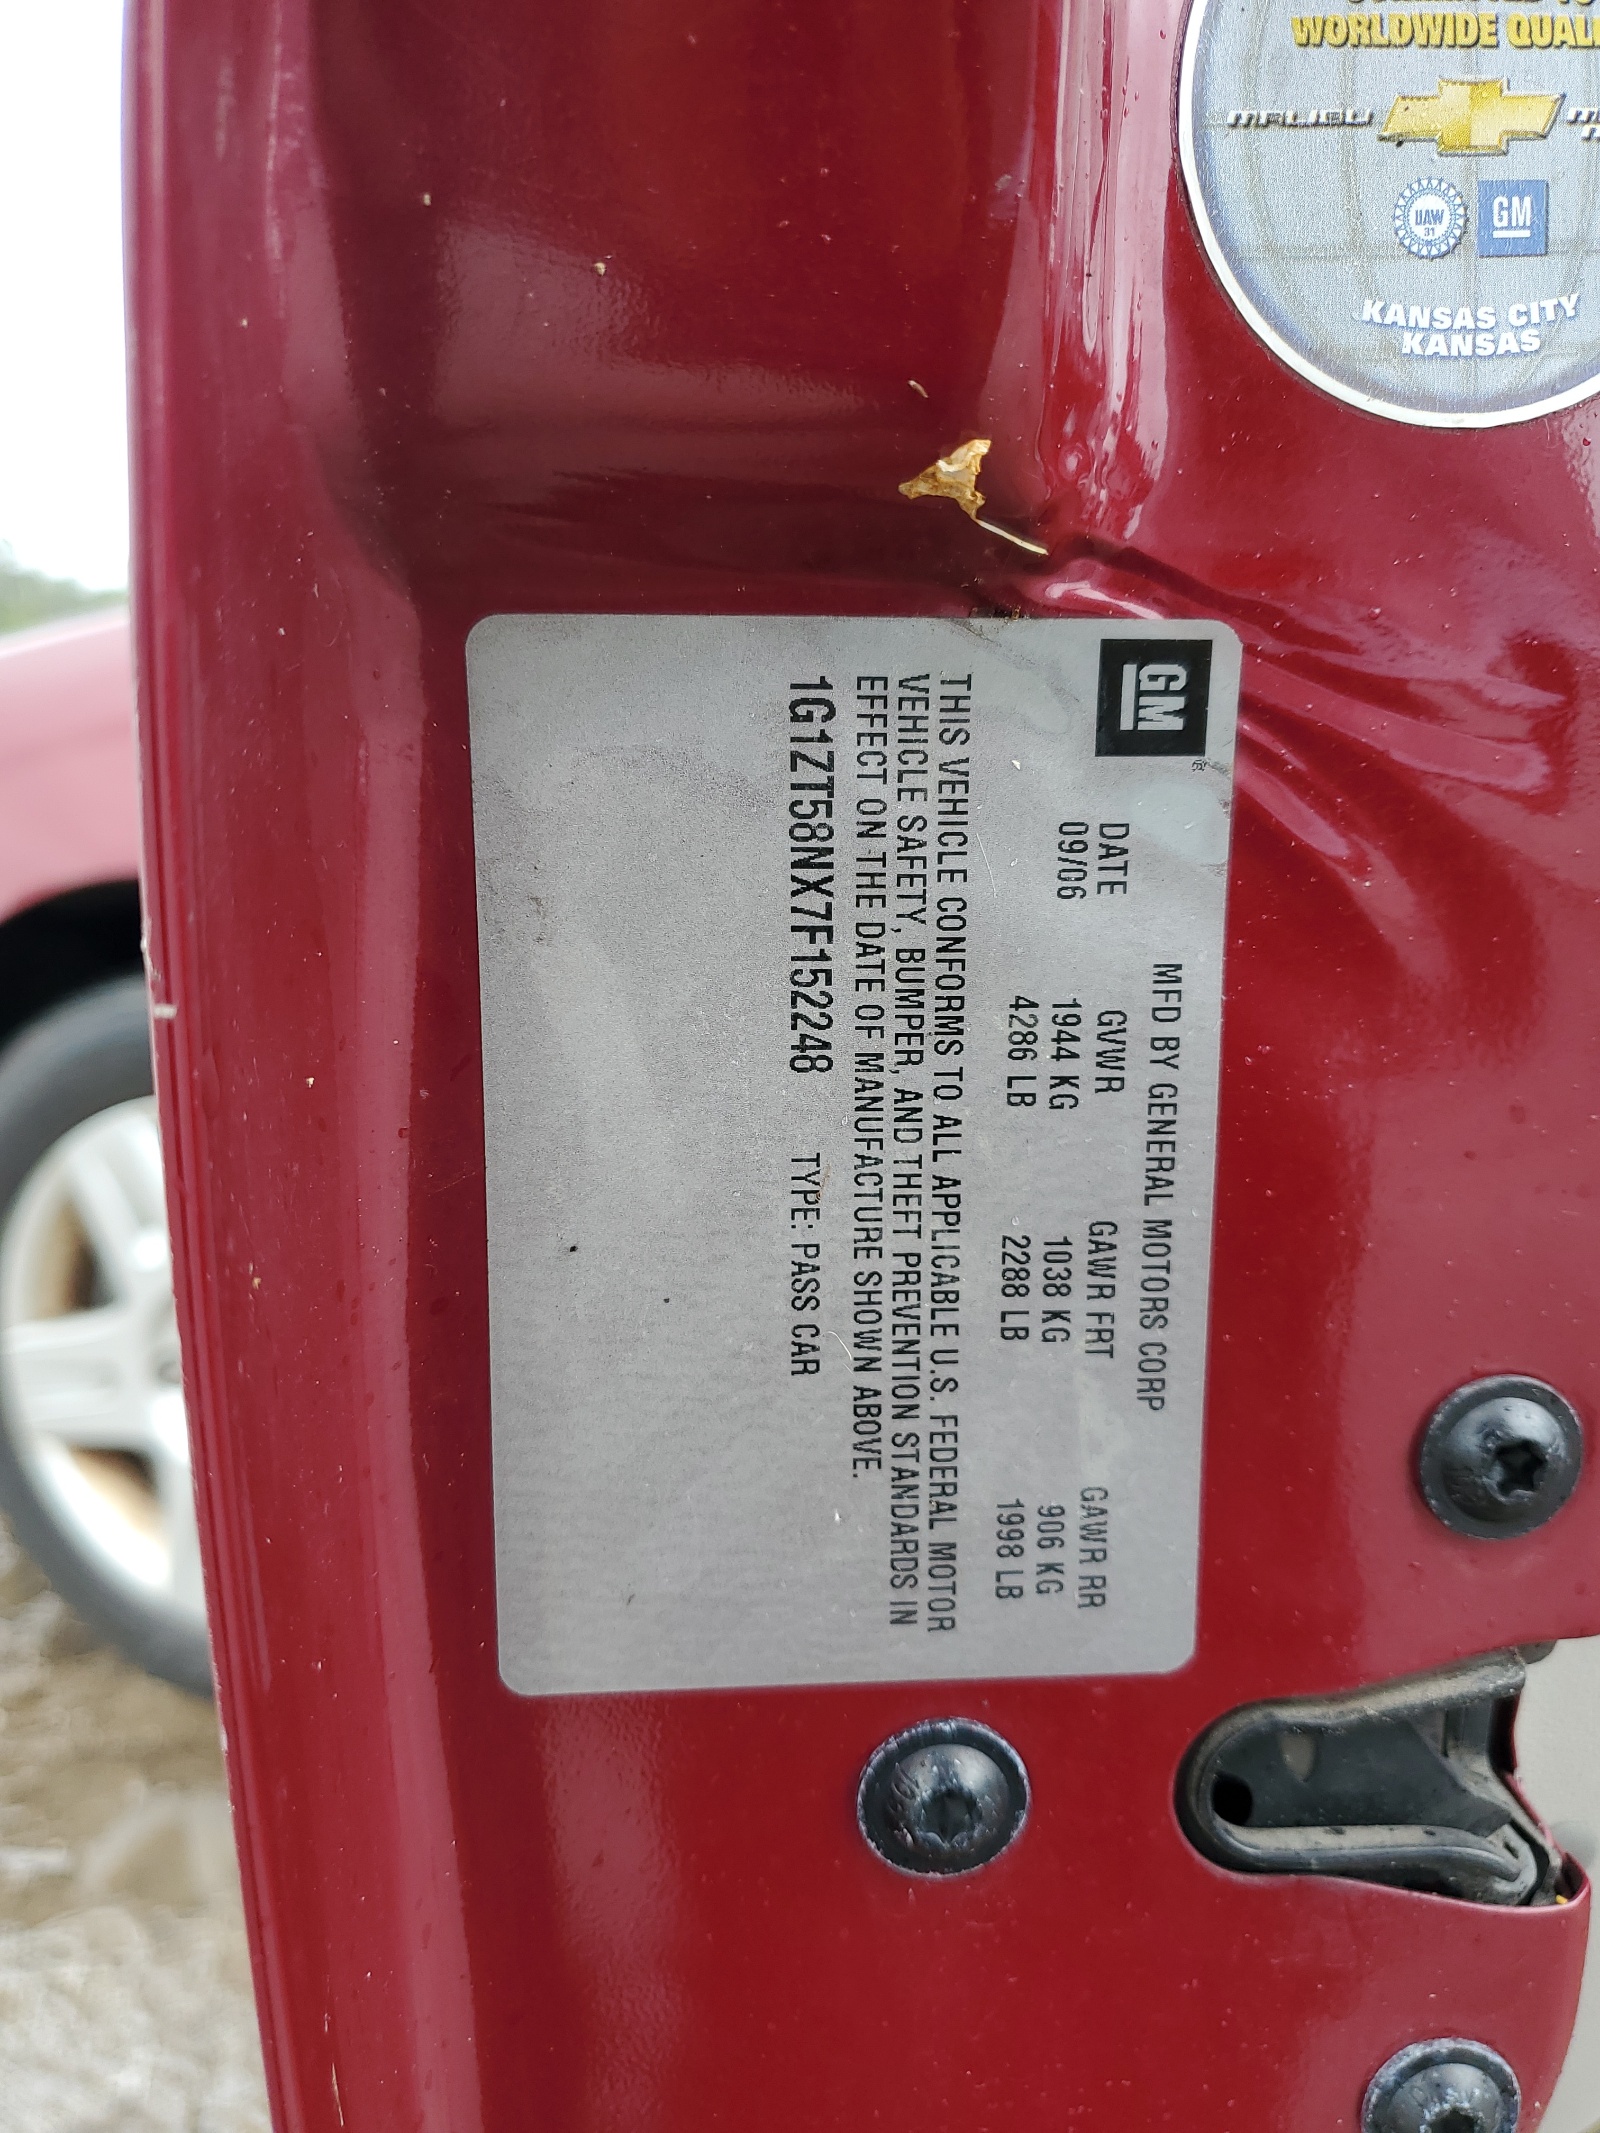 WORLDWIDE
MALIBU
UAW
31
GM
KANSAS CITY
KANSAS
GM
MFD BY GENERAL MOTORS CORP
DATE GVWR GAWR FRT GAWR RR
09/06 1944 KG 1038 KG 906 KG
4286 LB 2288 LB 1998 LB
THIS VEHICLE CONFORMS TO ALL APPLICABLE U.S. FEDERAL MOTOR
VEHICLE SAFETY, BUMPER, AND THEFT PREVENTION STANDARDS IN
EFFECT ON THE DATE OF MANUFACTURE SHOWN ABOVE.
1G1ZT58NX7F152248 TYPE: PASS CAR